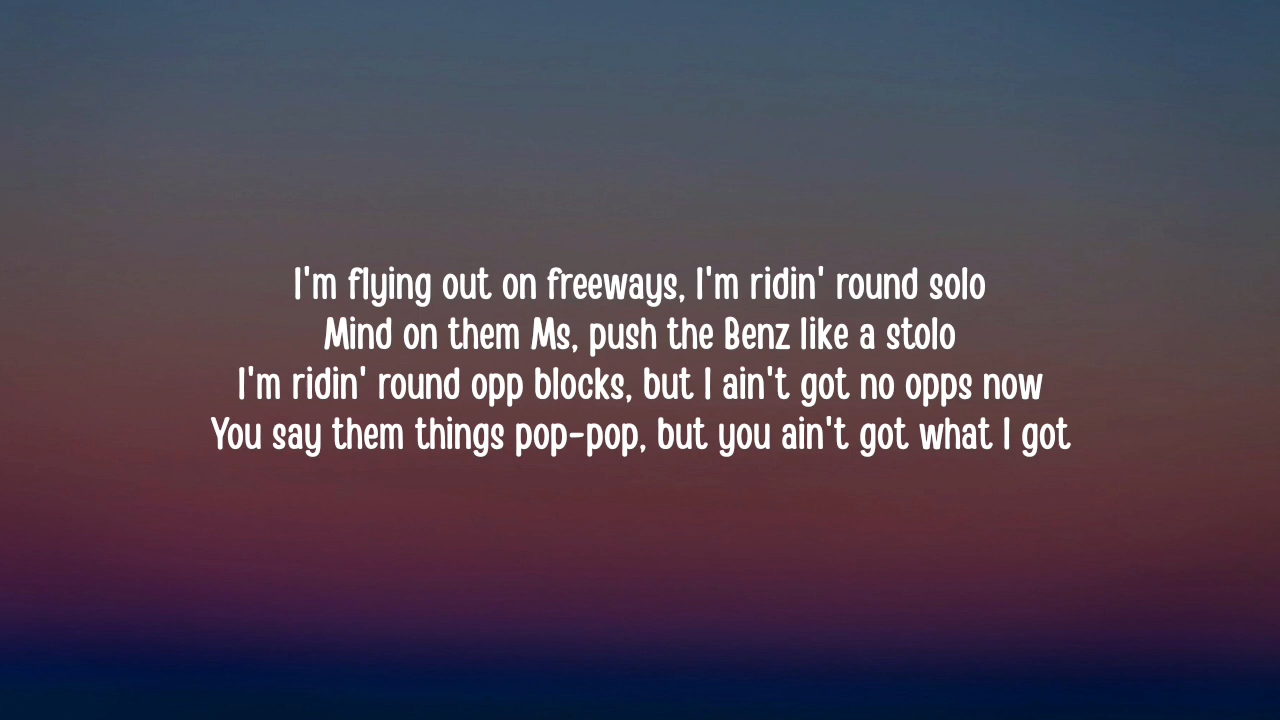 I'm flying out on freeways, I'm ridin' round solo
Mind on them Ms, push the Benz like a stolo
I'm ridin' round opp blocks, but I ain't got no opps now
You say them things pop-pop, but you ain't got what I got